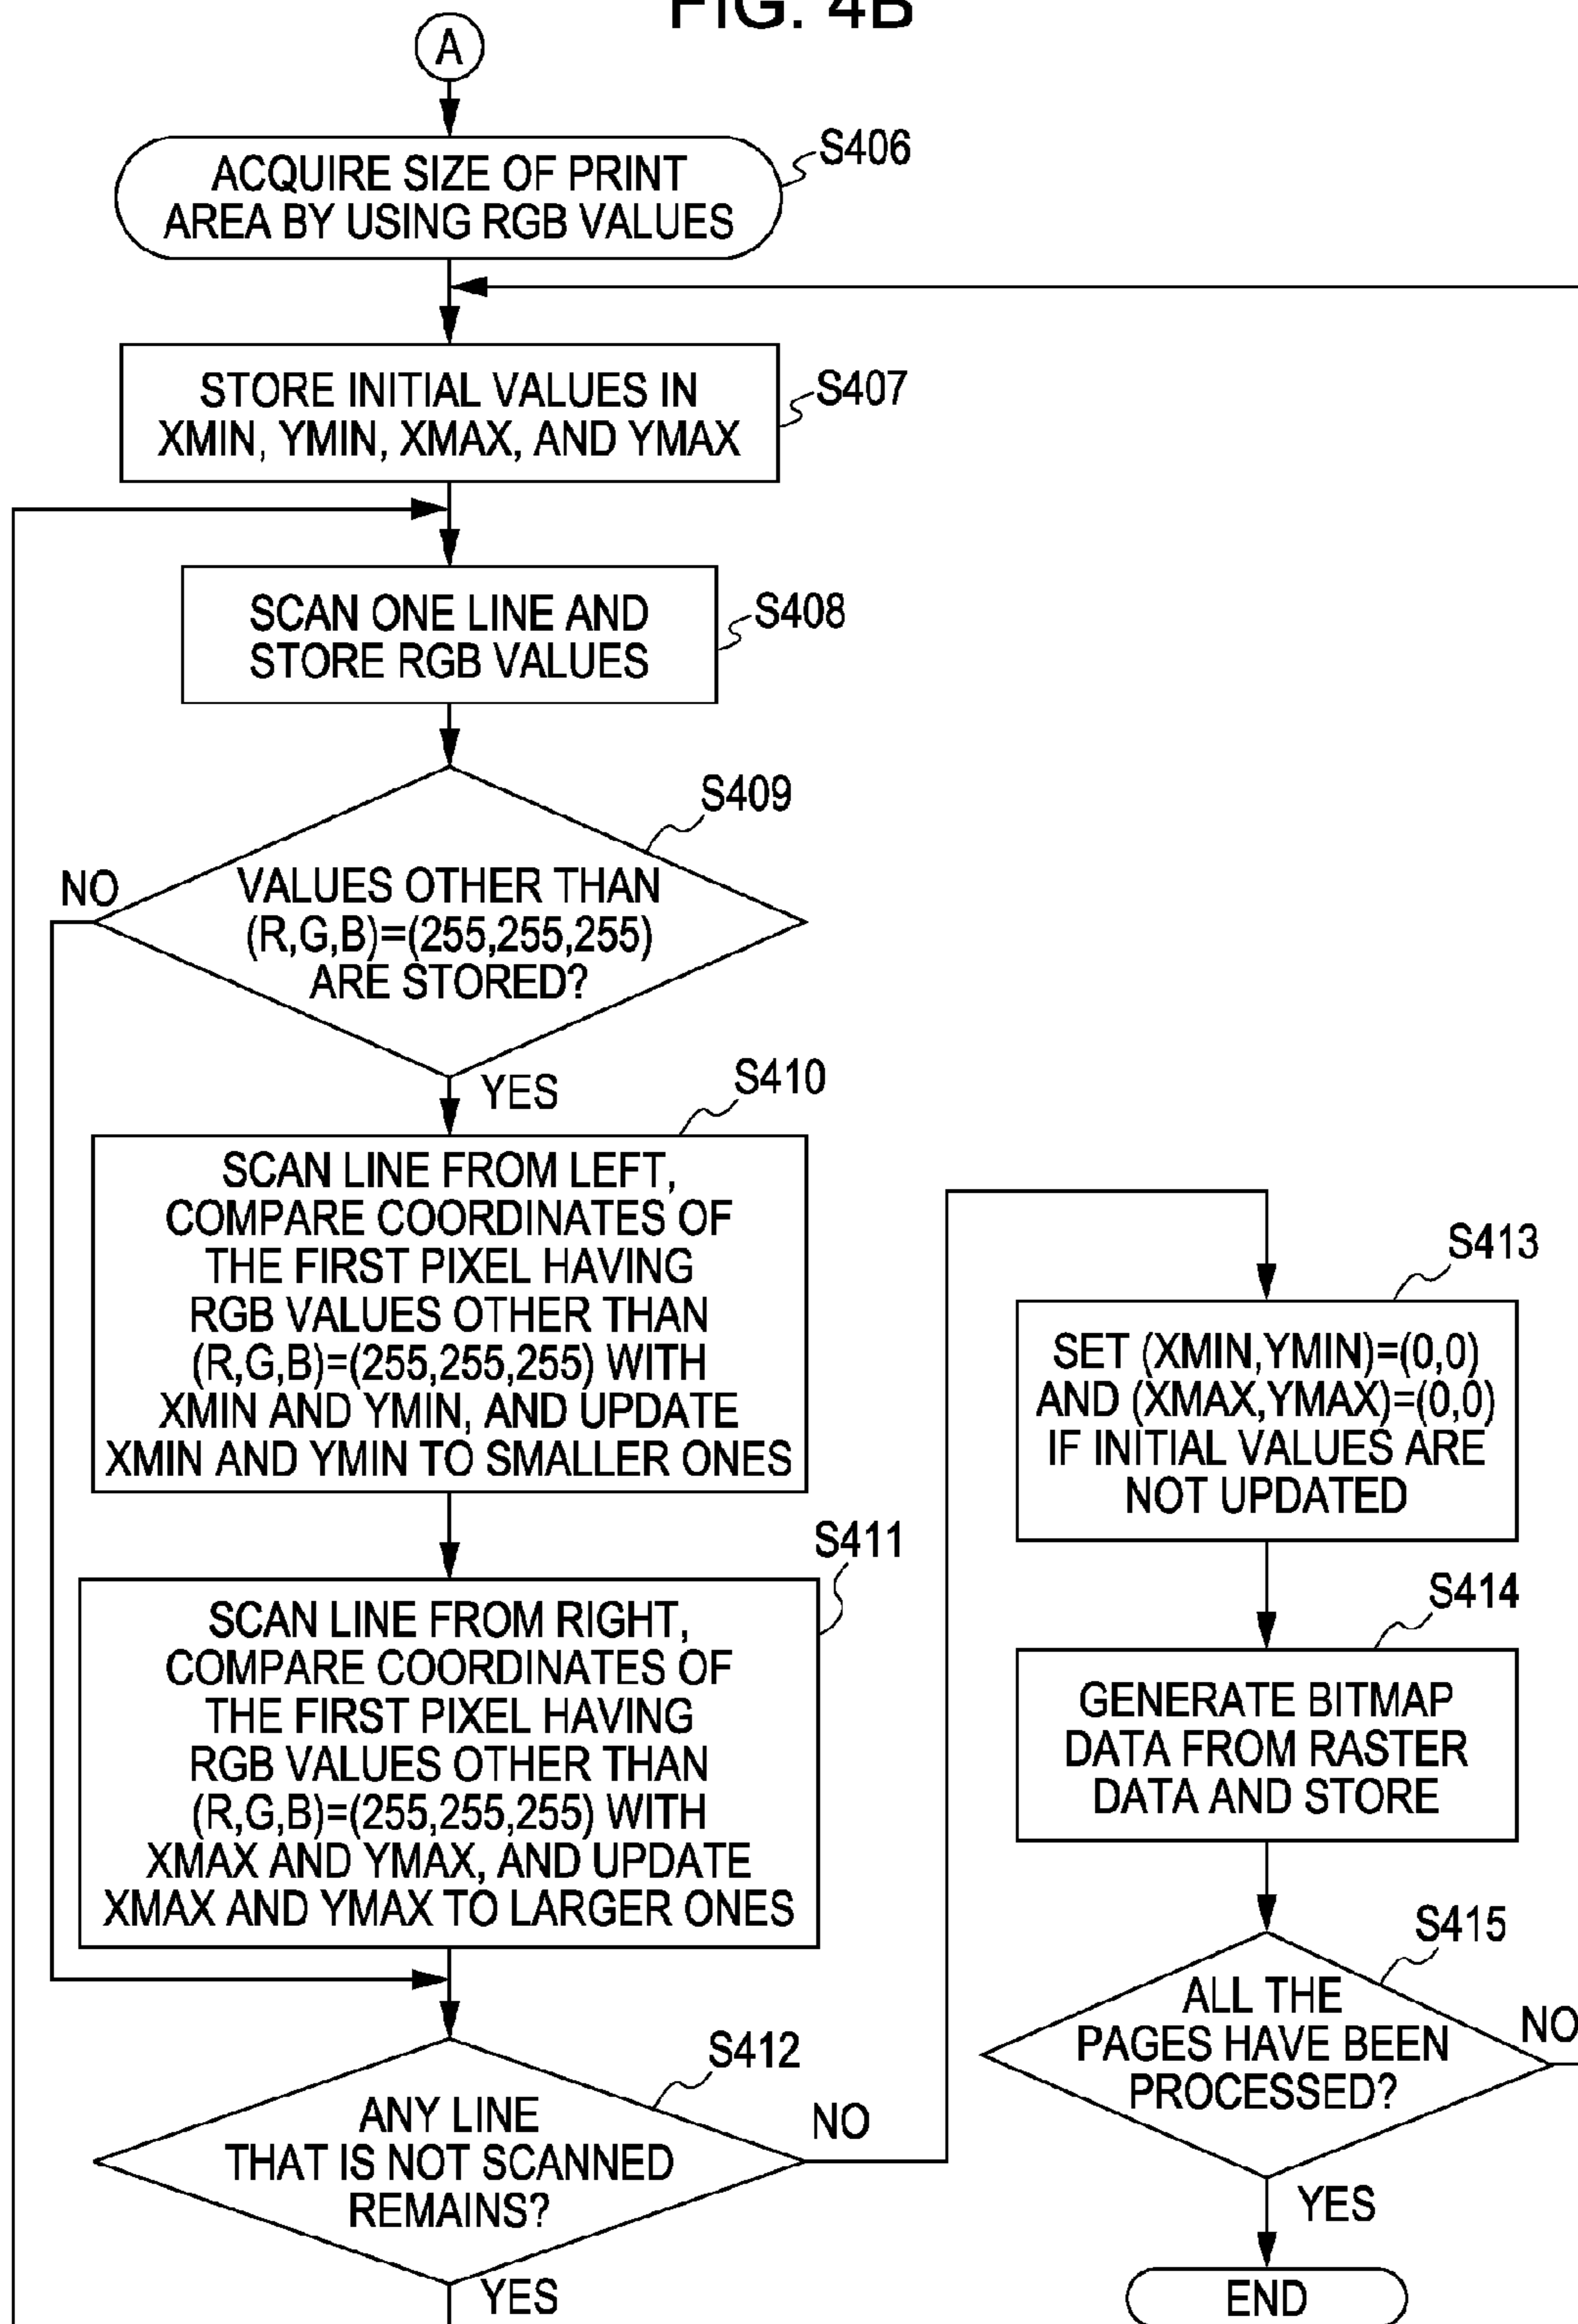 FIG. 4B
A
S406
ACQUIRE SIZE OF PRINT
AREA BY USING RGB VALUES
S407
STORE INITIAL VALUES IN
XMIN, YMIN, XMAX, AND YMAX
S408
SCAN ONE LINE AND
STORE RGB VALUES
S409
NO
VALUES OTHER THAN
(R,G,B)=(255,255,255)
ARE STORED?
YES
S410
SCAN LINE FROM LEFT,
COMPARE COORDINATES OF
THE FIRST PIXEL HAVING
RGB VALUES OTHER THAN
(R,G,B)=(255,255,255) WITH
XMIN AND YMIN, AND UPDATE
XMIN AND YMIN TO SMALLER ONES
S411
SCAN LINE FROM RIGHT,
COMPARE COORDINATES OF
THE FIRST PIXEL HAVING
RGB VALUES OTHER THAN
(R,G,B)=(255,255,255) WITH
XMAX AND YMAX, AND UPDATE
XMAX AND YMAX TO LARGER ONES
S412
ANY LINE
THAT IS NOT SCANNED
REMAINS?
NO
YES
S413
SET (XMIN,YMIN)=(0,0)
AND (XMAX,YMAX)=(0,0)
IF INITIAL VALUES ARE
NOT UPDATED
S414
GENERATE BITMAP
DATA FROM RASTER
DATA AND STORE
S415
ALL THE
PAGES HAVE BEEN
PROCESSED?
NO
YES
END